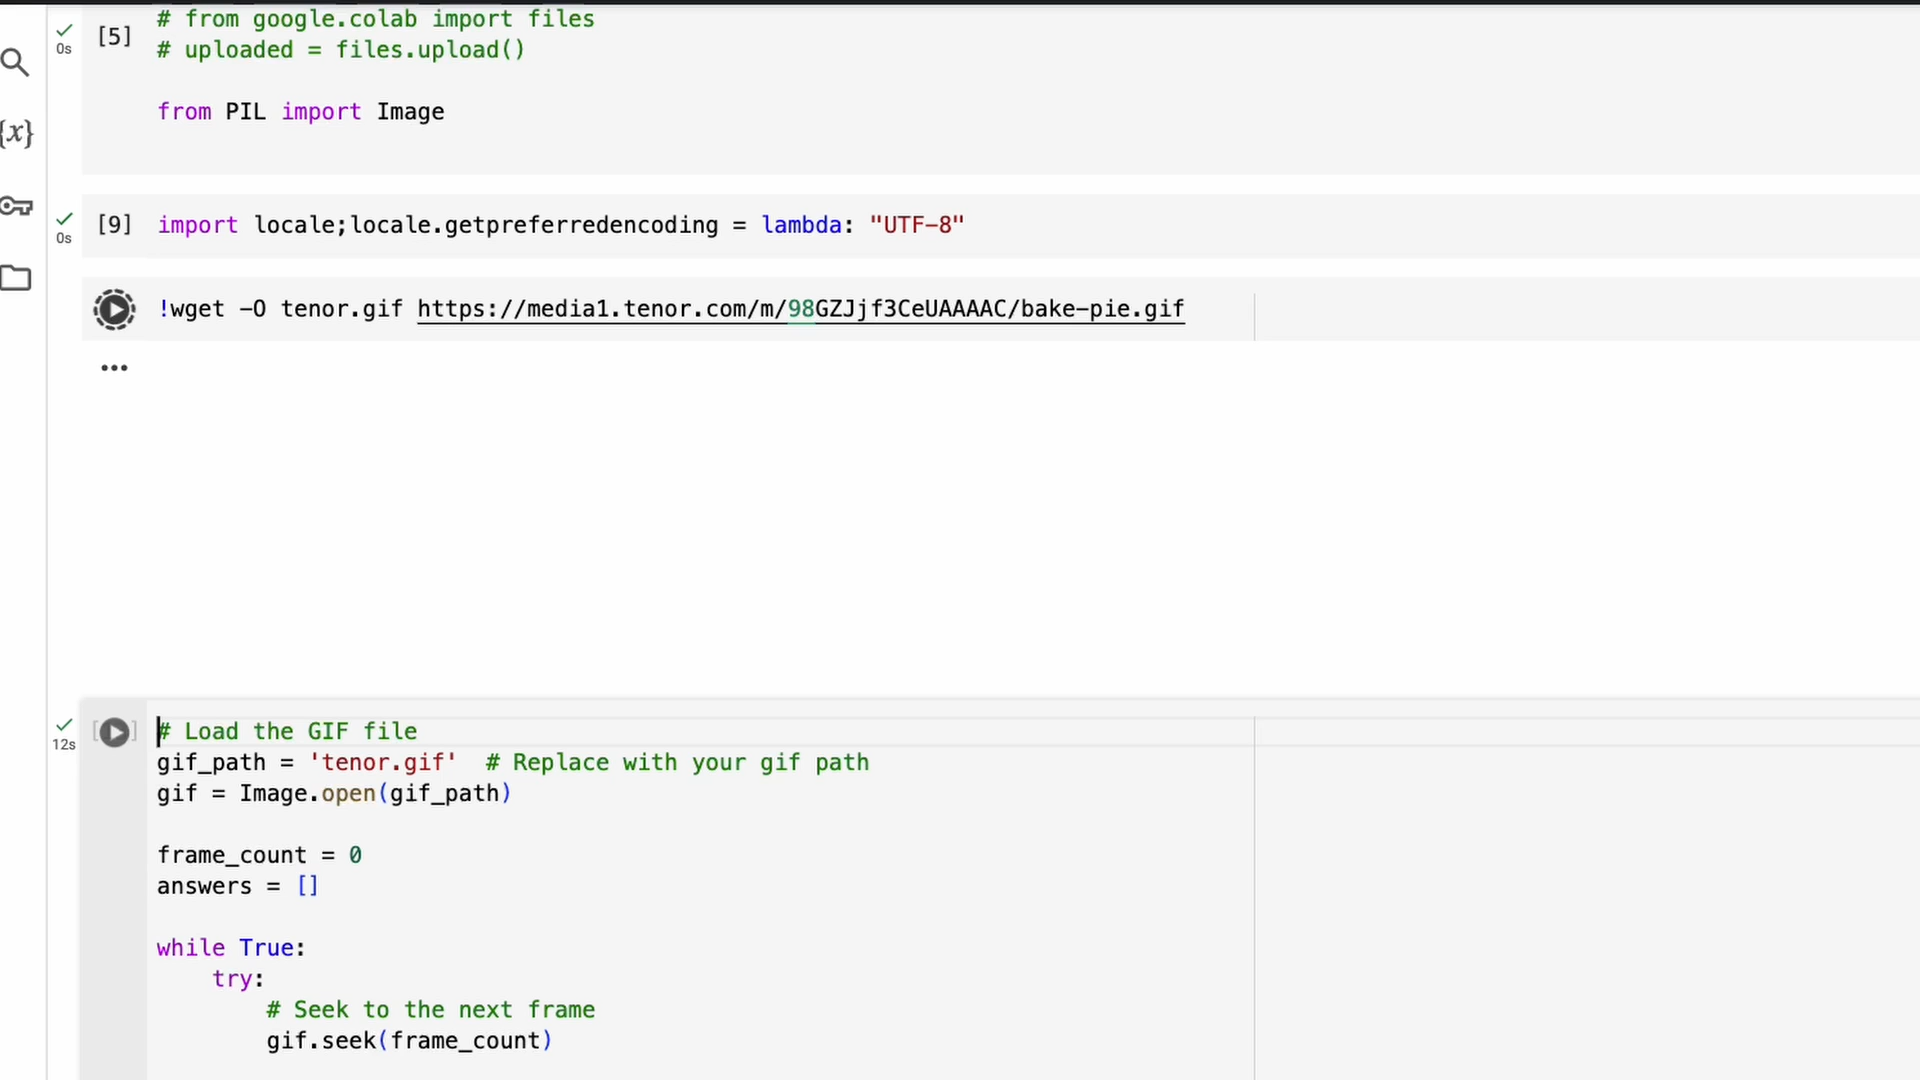 # from google.colab import files
0s [5]
# uploaded = files.upload()
from PIL import Image
{x}
0s [9] import locale;locale.getpreferredencoding = lambda: "UTF-8"
!wget -O tenor.gif https://media1.tenor.com/m/98GZJjf3CeUAAAAC/bake-pie.gif
...
12s [ ] # Load the GIF file
gif_path = 'tenor.gif'  # Replace with your gif path
gif = Image.open(gif_path)
frame_count = 0
answers = []
while True:
    try:
        # Seek to the next frame
        gif.seek(frame_count)